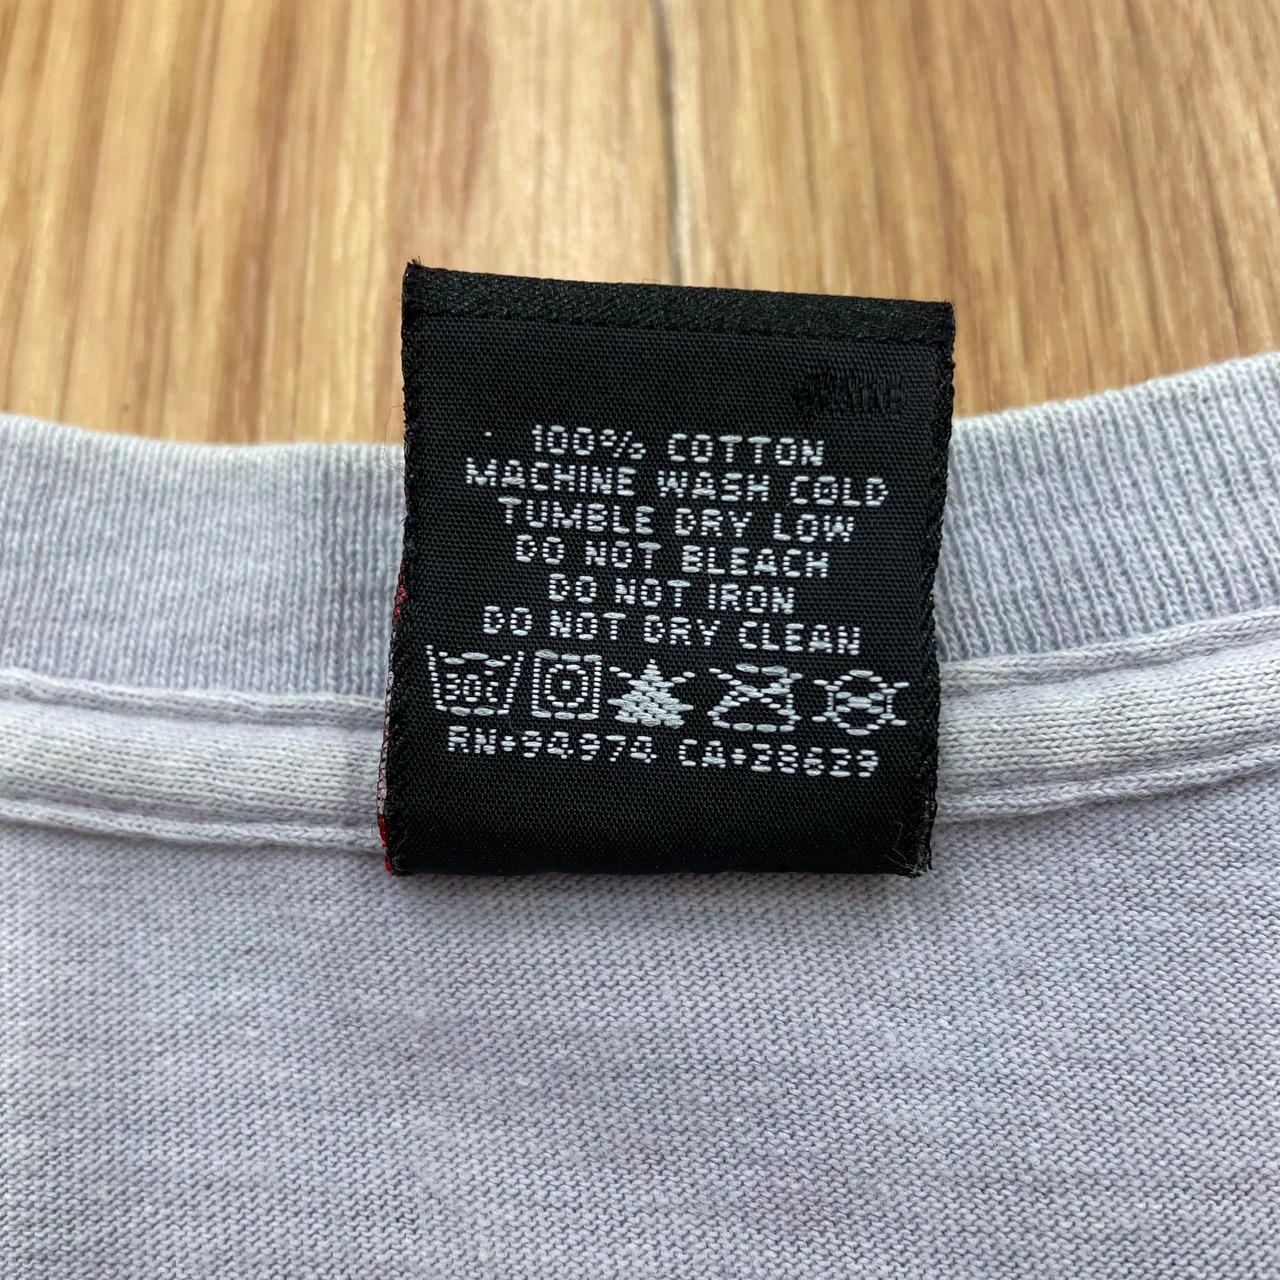 100% COTTON
MACHINE WASH COLD
TUMBLE DRY LOW
DO NOT BLEACH
DO NOT IRON
DO NOT DRY CLEAN
30C
RN*94974 CA*28629